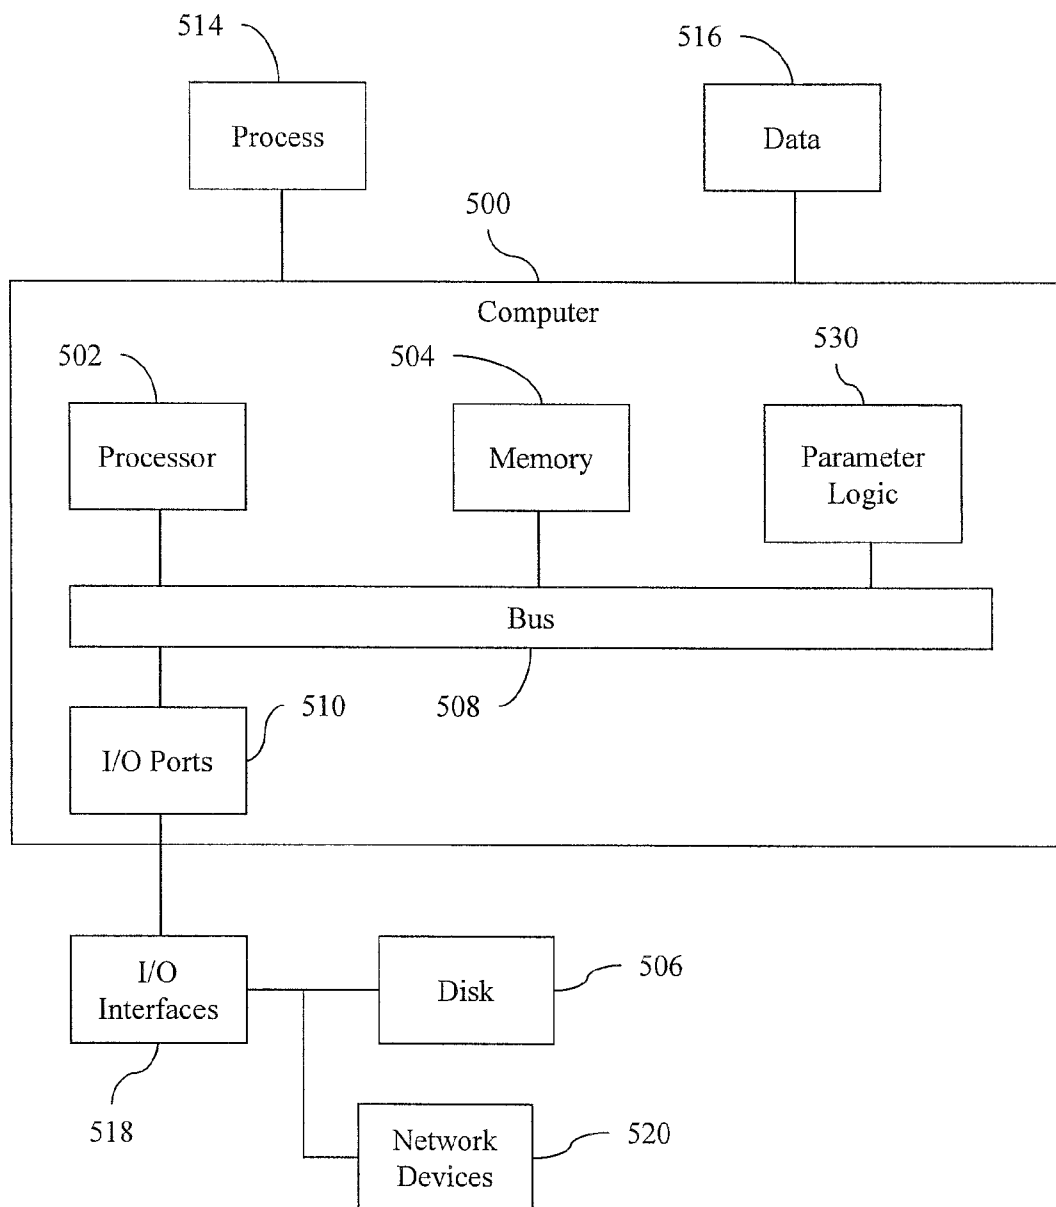 514
516
Process
Data
500
Computer
502
504
530
Processor
Memory
Parameter
Logic
Bus
510
508
I/O Ports
I/O
Interfaces
Disk
506
518
Network
Devices
520